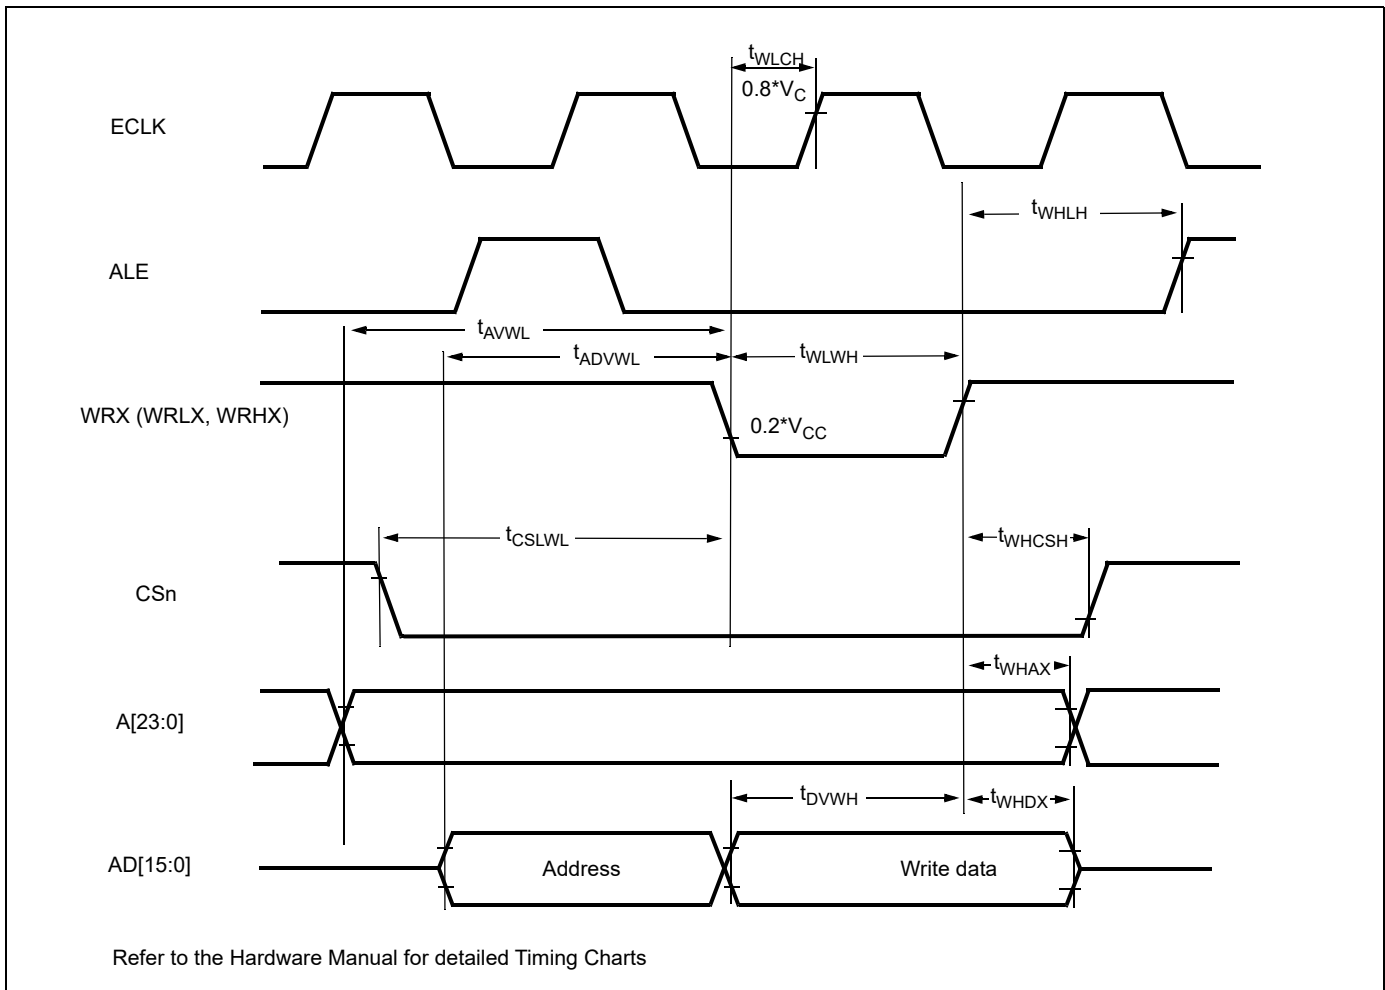 tWLCH
0.8*VC
ECLK
tWHLH
ALE
tAVWL
tADVWL
tWLWH
WRX (WRLX, WRHX)
0.2*VCC
tCSLWL
tWHCSH
CSn
tWHAX
A[23:0]
tDVWH
tWHDX
AD[15:0]
Address
Write data
Refer to the Hardware Manual for detailed Timing Charts